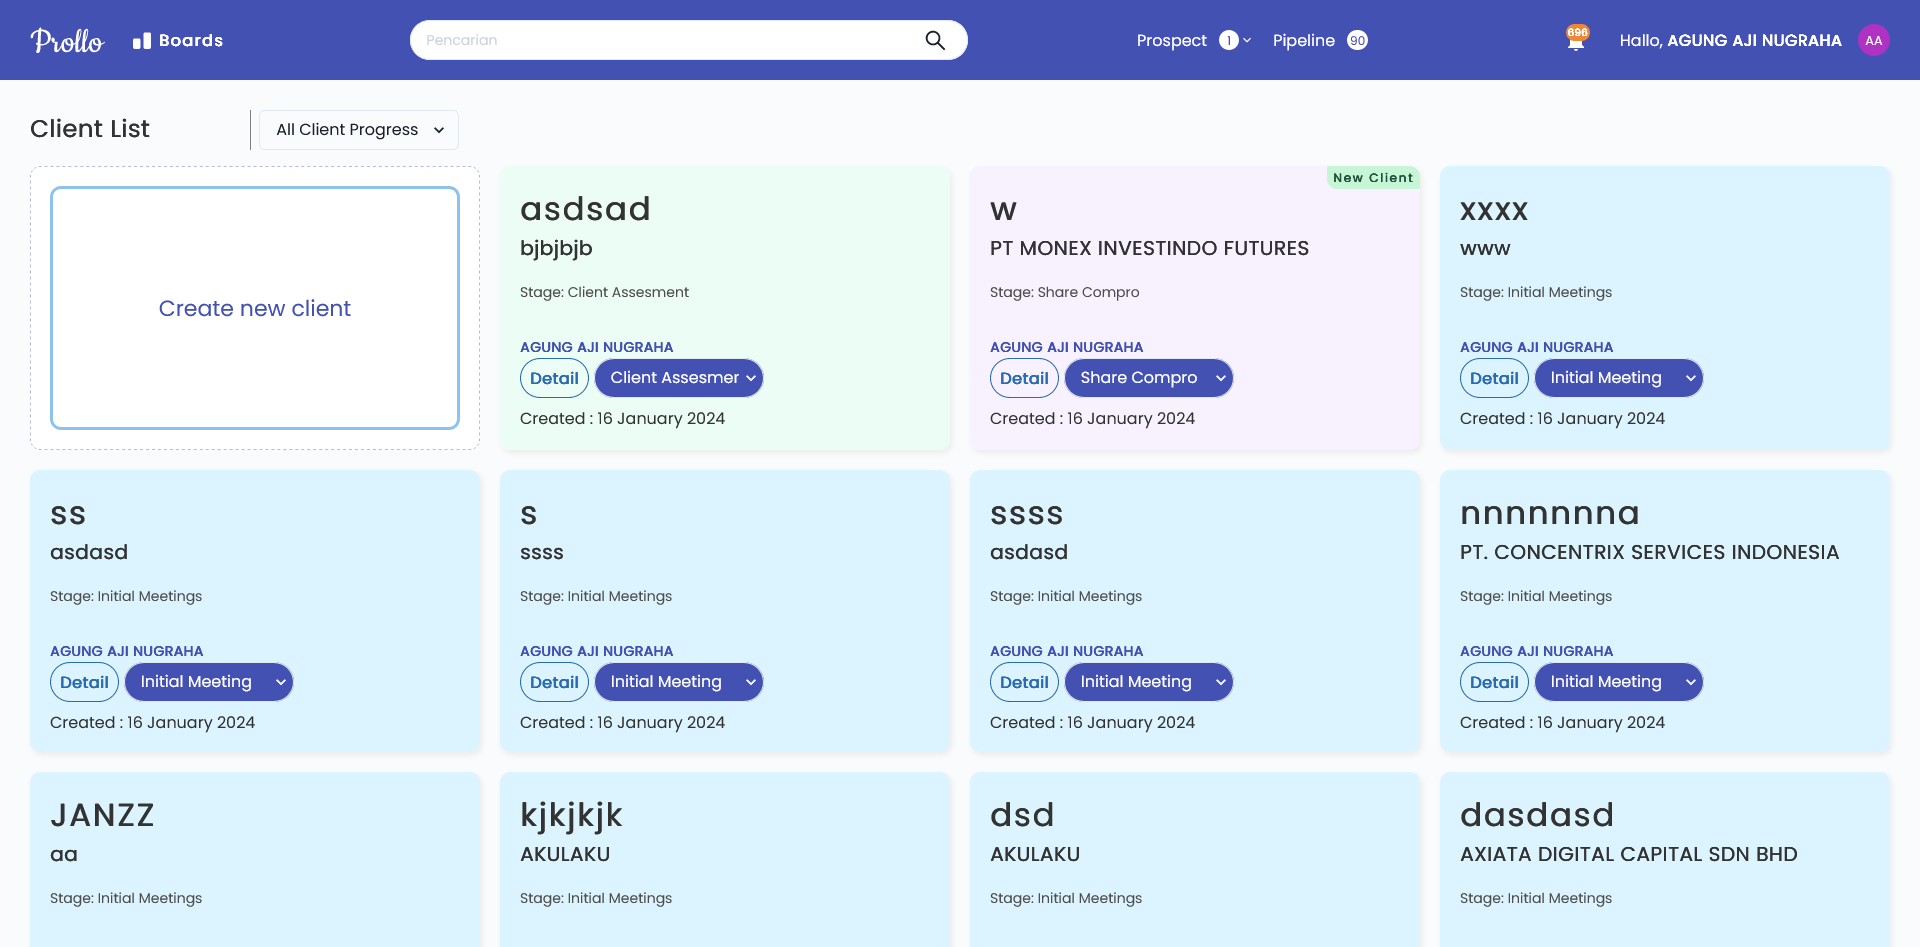 Prollo
Boards
Pencarian
Prospect 1
Pipeline 90
696
Hallo, AGUNG AJI NUGRAHA
AA
Client List
All Client Progress
Create new client
asdsad
bjbjbjb
Stage: Client Assesment
AGUNG AJI NUGRAHA
Detail
Client Assesmer
Created : 16 January 2024
New Client
w
PT MONEX INVESTINDO FUTURES
Stage: Share Compro
AGUNG AJI NUGRAHA
Detail
Share Compro
Created : 16 January 2024
xxxx
www
Stage: Initial Meetings
AGUNG AJI NUGRAHA
Detail
Initial Meeting
Created : 16 January 2024
ss
asdasd
Stage: Initial Meetings
AGUNG AJI NUGRAHA
Detail
Initial Meeting
Created : 16 January 2024
s
ssss
Stage: Initial Meetings
AGUNG AJI NUGRAHA
Detail
Initial Meeting
Created : 16 January 2024
ssss
asdasd
Stage: Initial Meetings
AGUNG AJI NUGRAHA
Detail
Initial Meeting
Created : 16 January 2024
nnnnnnna
PT. CONCENTRIX SERVICES INDONESIA
Stage: Initial Meetings
AGUNG AJI NUGRAHA
Detail
Initial Meeting
Created : 16 January 2024
JANZZ
aa
Stage: Initial Meetings
kjkjkjk
AKULAKU
Stage: Initial Meetings
dsd
AKULAKU
Stage: Initial Meetings
dasdasd
AXIATA DIGITAL CAPITAL SDN BHD
Stage: Initial Meetings